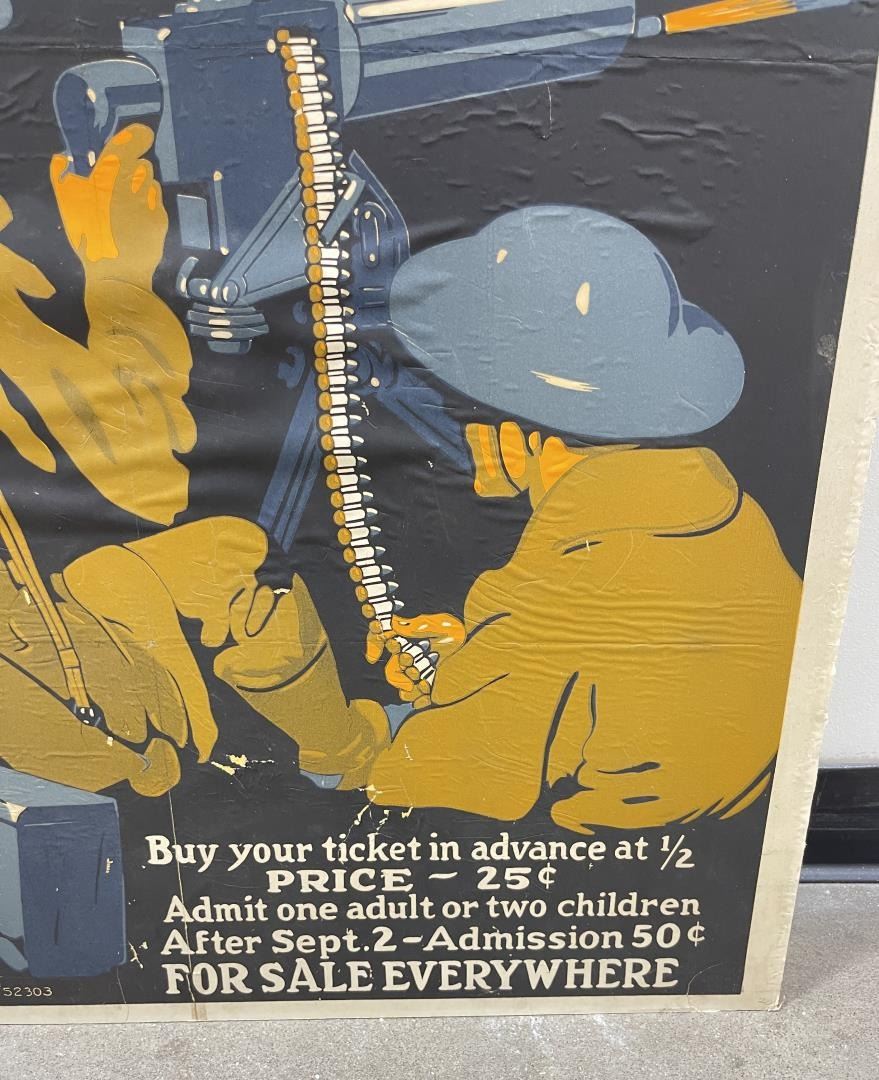 Buy your ticket in advance at ½
PRICE - 25¢
Admit one adult or two children
After Sept. 2 - Admission 50¢
FOR SALE EVERYWHERE
52303